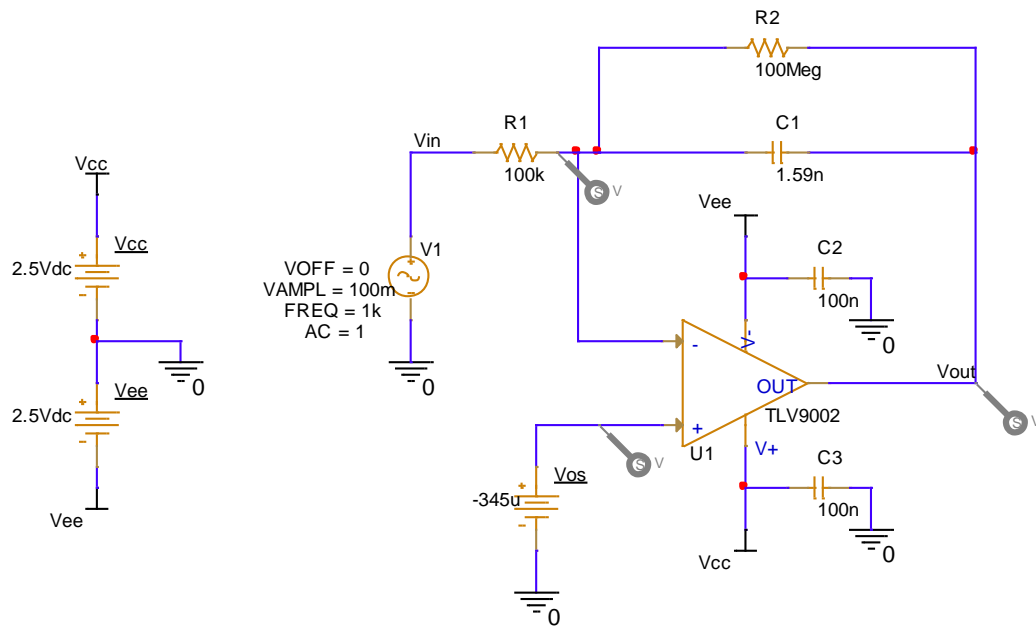 R2
100Meg
C1
1.59n
R1
100k
Vin
Vcc
Vcc
2.5Vdc
+
-
0
Vee
2.5Vdc
+
-
Vee
V1
+
-
VOFF = 0
VAMPL = 100m
FREQ = 1k
AC = 1
0
S V
Vee
C2
100n
0
V-
-
OUT
Vout
TLV9002
+
U1
V+
S V
S V
C3
100n
0
Vcc
Vos
+
-345u
-
0